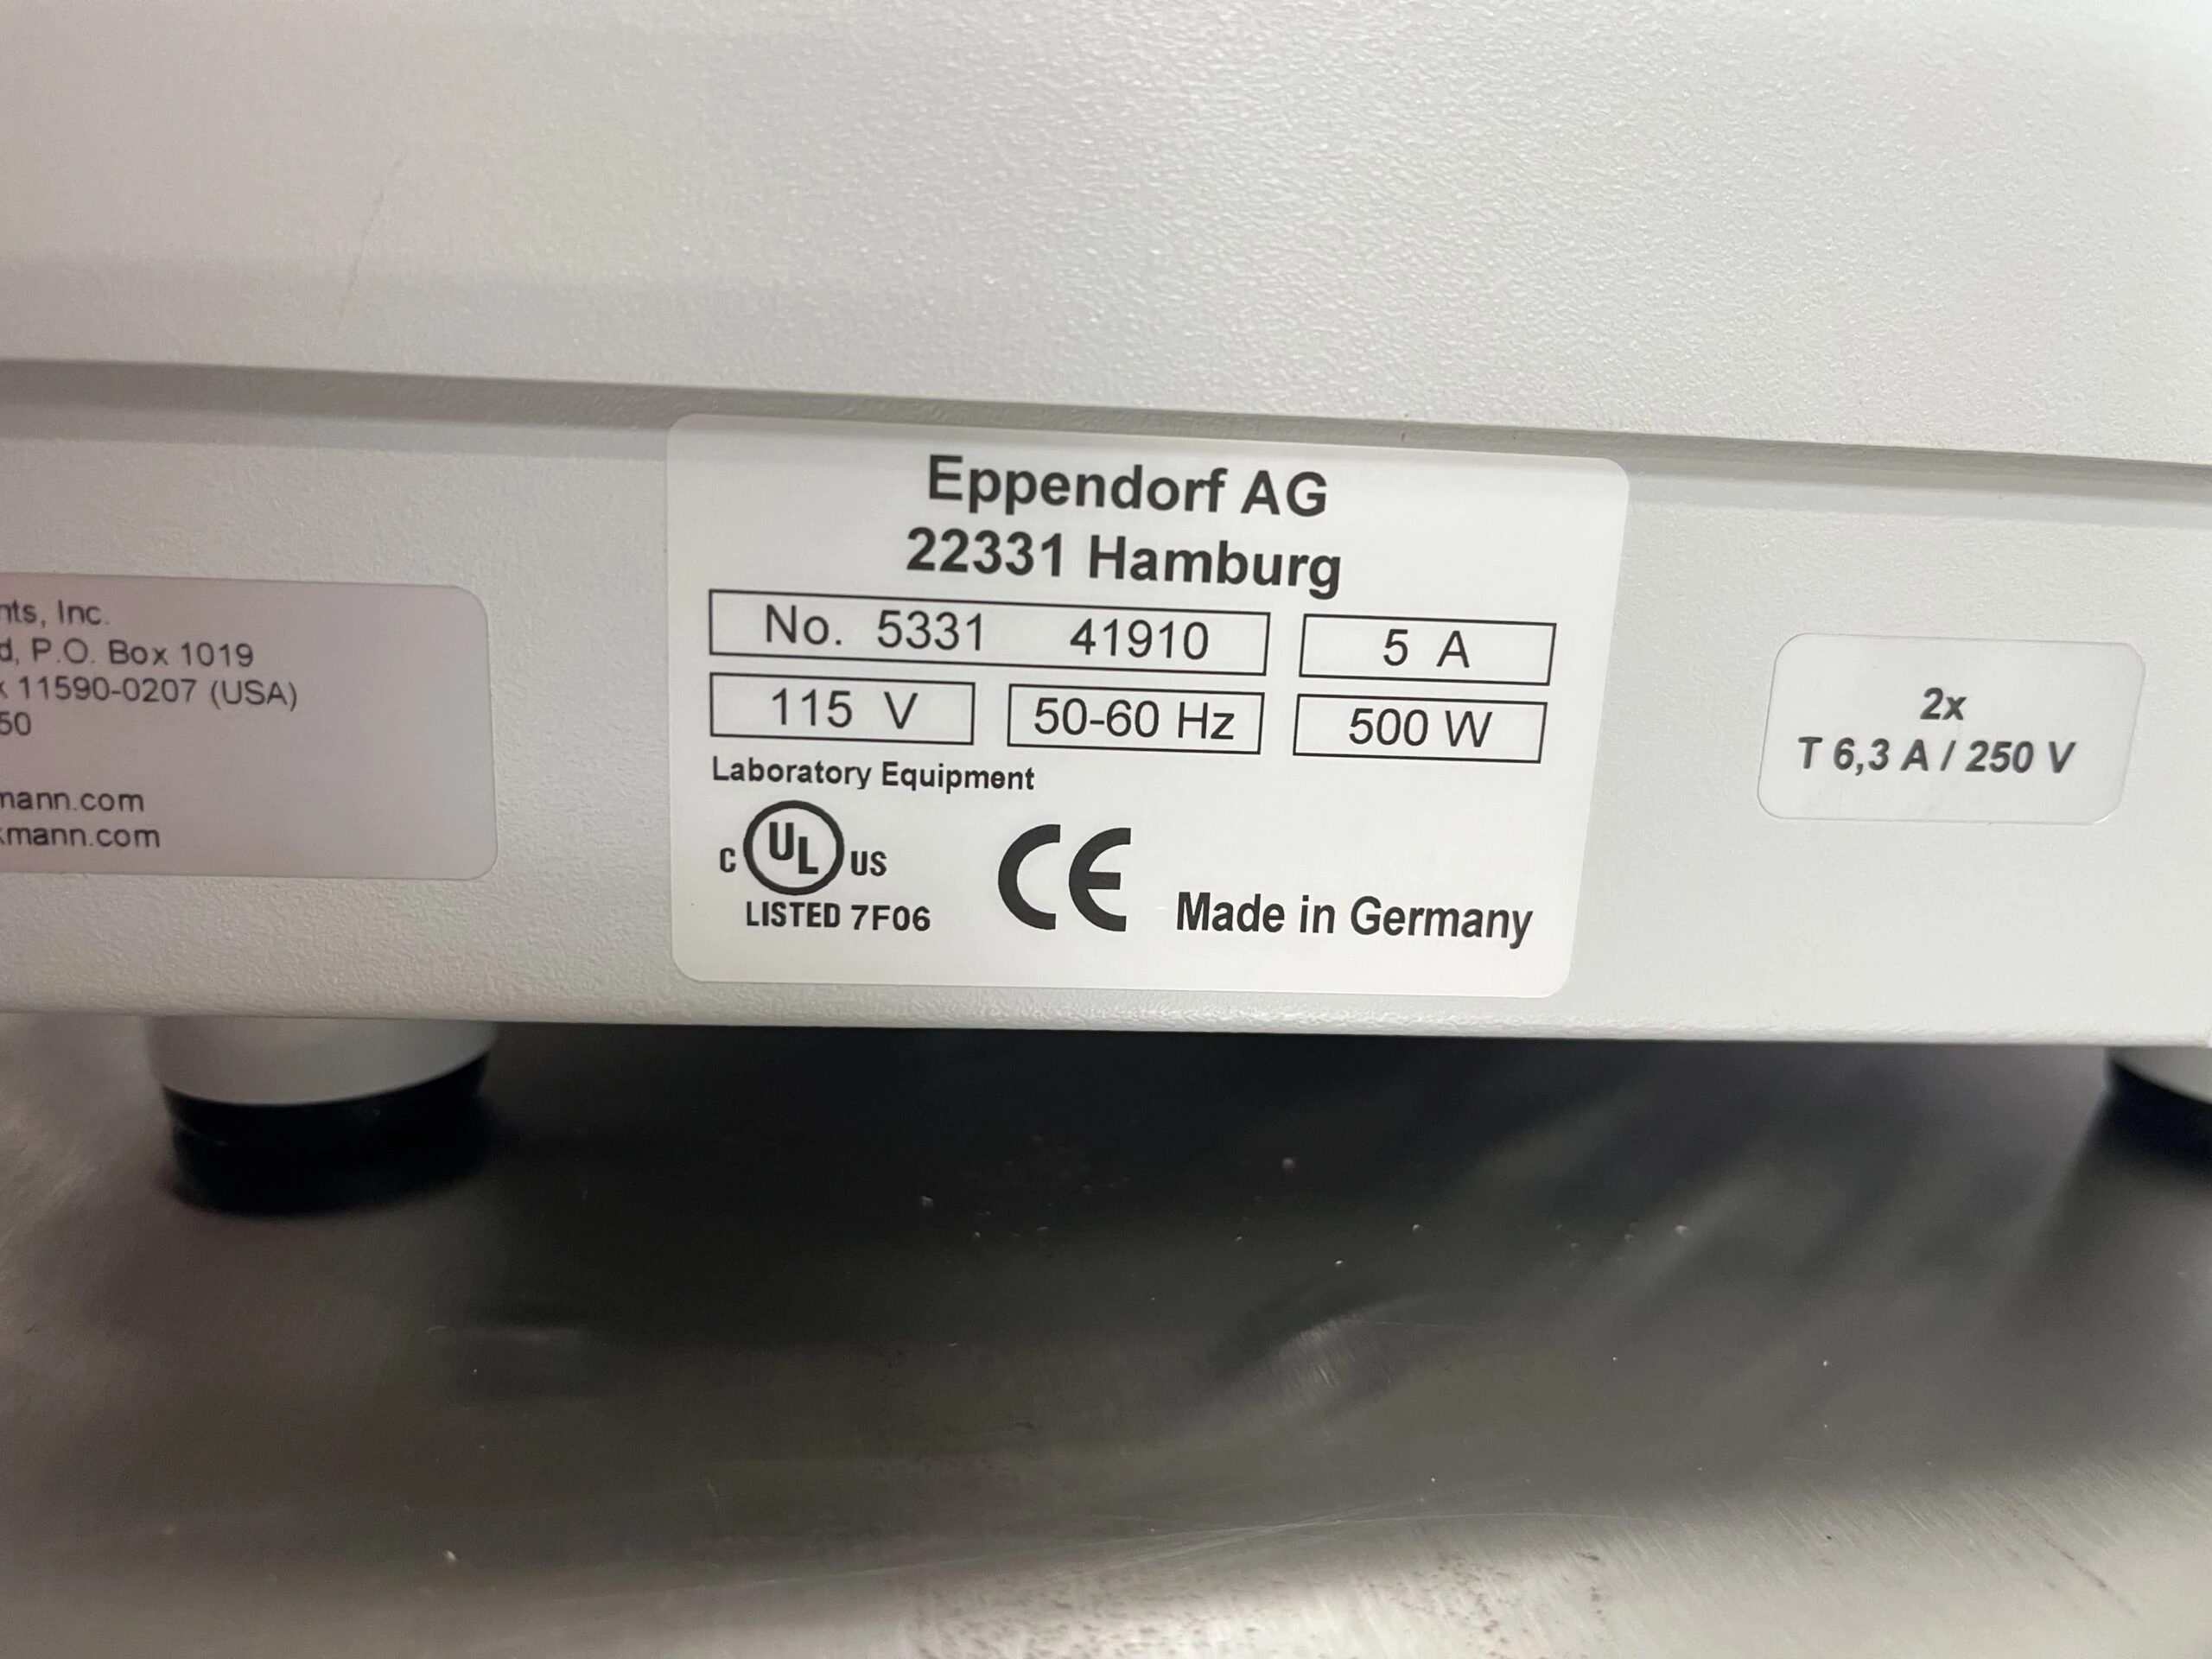 nts, Inc.
d, P.O. Box 1019
11590-0207 (USA)
50
mann.com
kmann.com
Eppendorf AG
22331 Hamburg
No. 5331 41910
5 A
115 V
50-60 Hz
500 W
Laboratory Equipment
C UL US
LISTED 7F06
CE
Made in Germany
2x
T 6,3 A / 250 V